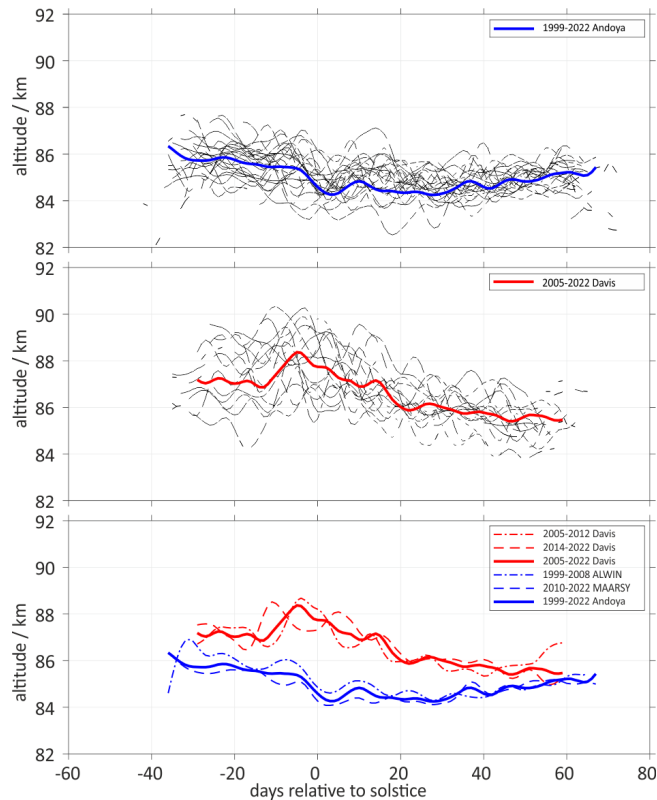 92
1999-2022 Andoya
90
88
86
84
82
altitude / km
92
2005-2022 Davis
90
88
86
84
82
altitude / km
92
2005-2012 Davis
2014-2022 Davis
2005-2022 Davis
1999-2008 ALWIN
2010-2022 MAARSY
1999-2022 Andoya
90
88
86
84
82
altitude / km
-60 -40 -20 0 20 40 60 80
days relative to solstice